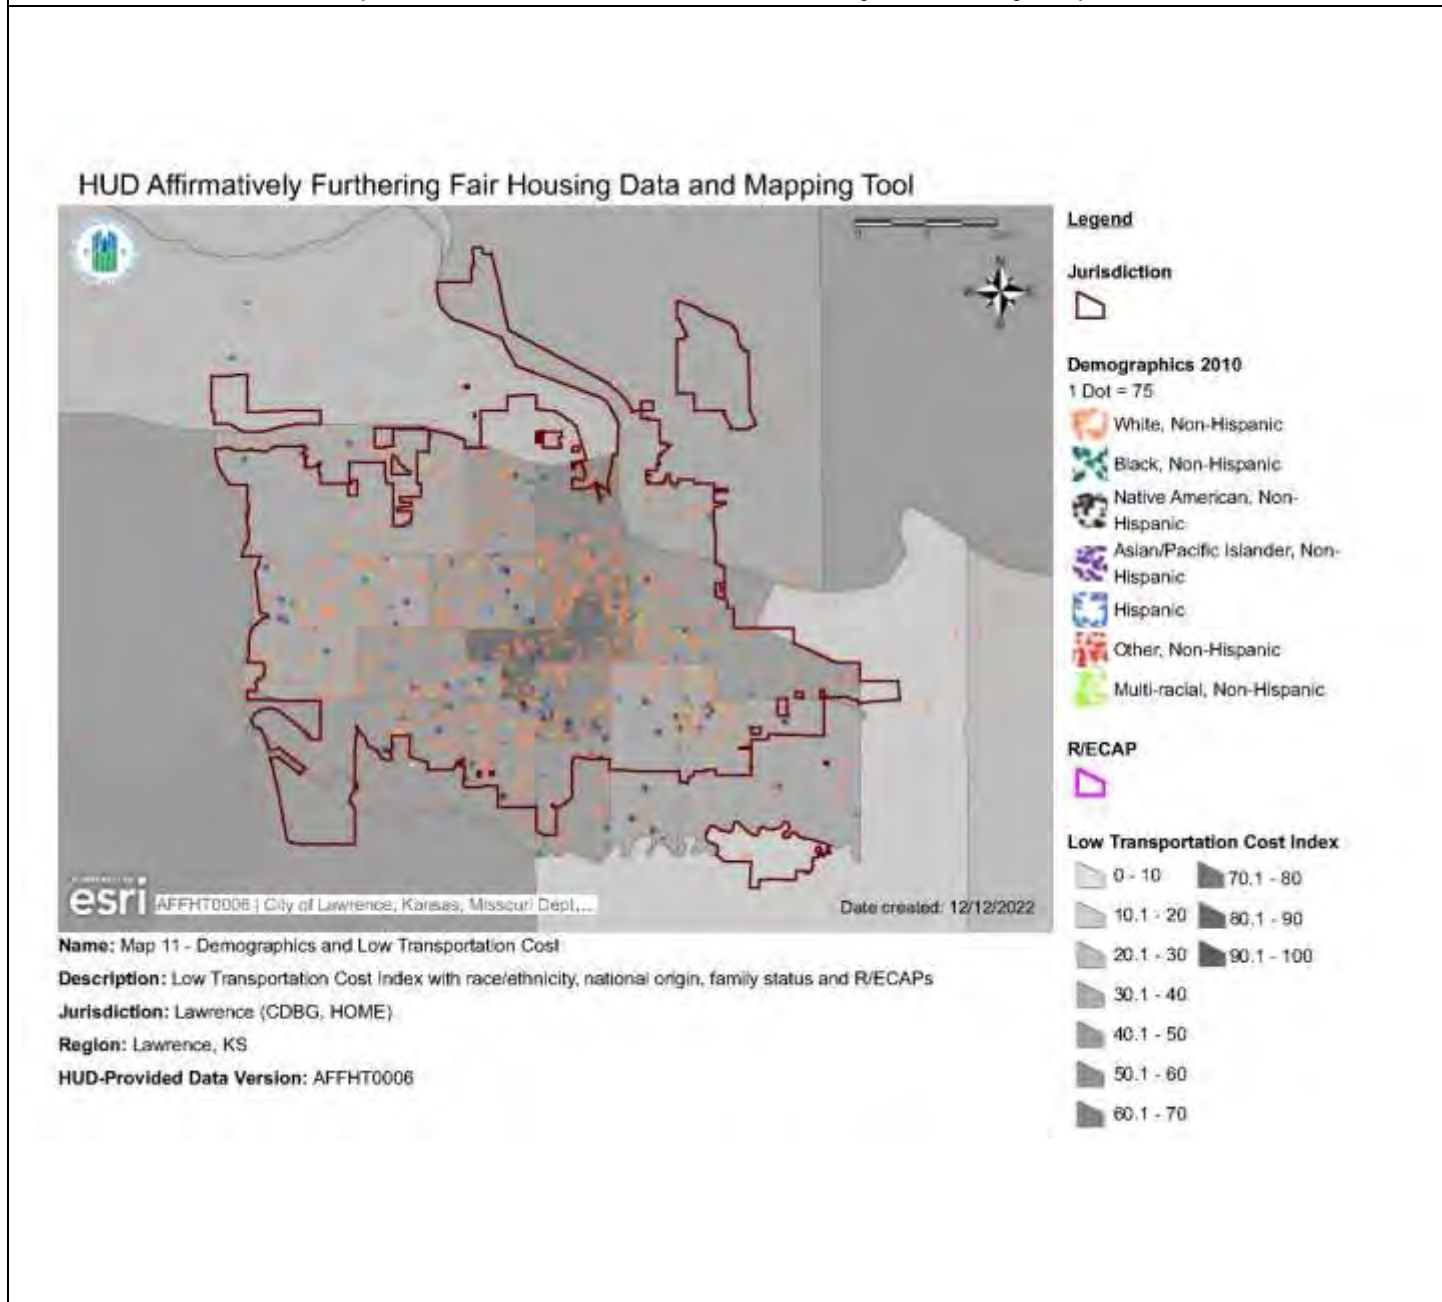 HUD Affirmatively Furthering Fair Housing Data and Mapping Tool
N
Legend
Jurisdiction
Demographics 2010
1 Dot = 75
White, Non-Hispanic
Black, Non-Hispanic
Native American, Non-
Hispanic
Asian/Pacific Islander, Non-
Hispanic
Hispanic
Other, Non-Hispanic
Multi-racial, Non-Hispanic
R/ECAP
Low Transportation Cost Index
0 - 10
70.1 - 80
10.1 - 20
80.1 - 90
20.1 - 30
90.1 - 100
30.1 - 40
40.1 - 50
50.1 - 60
60.1 - 70
esri
AFFHT0006 | City of Lawrence, Kansas, Missouri Dept....
Date created: 12/12/2022
Name: Map 11 - Demographics and Low Transportation Cost
Description: Low Transportation Cost Index with race/ethnicity, national origin, family status and R/ECAPs
Jurisdiction: Lawrence (CDBG, HOME)
Region: Lawrence, KS
HUD-Provided Data Version: AFFHT0006